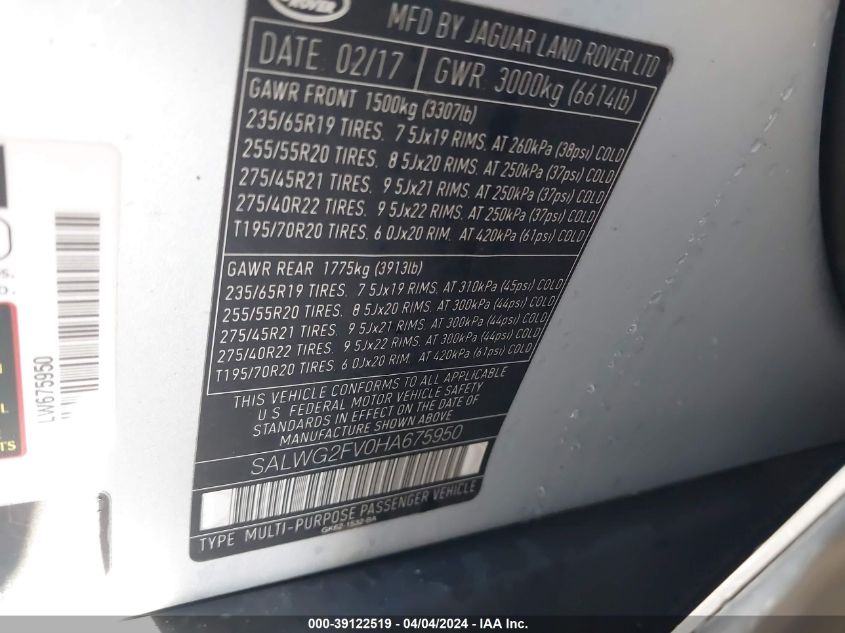 ROVER
MFD BY JAGUAR LAND ROVER LTD
DATE 02/17
GWR 3000kg (6614lb)
GAWR FRONT 1500kg (3307lb)
235/65R19 TIRES. 7 5Jx19 RIMS. AT 260kPa (38psi) COLD
255/55R20 TIRES. 8 5Jx20 RIMS. AT 250kPa (37psi) COLD
275/45R21 TIRES. 9 5Jx21 RIMS. AT 250kPa (37psi) COLD
275/40R22 TIRES. 9 5Jx22 RIMS. AT 250kPa (37psi) COLD
T195/70R20 TIRES. 6 0Jx20 RIM. AT 420kPa (61psi) COLD
GAWR REAR 1775kg (3913lb)
235/65R19 TIRES. 7 5Jx19 RIMS. AT 310kPa (45psi) COLD
255/55R20 TIRES. 8 5Jx20 RIMS. AT 300kPa (44psi) COLD
275/45R21 TIRES. 9 5Jx21 RIMS. AT 300kPa (44psi) COLD
275/40R22 TIRES. 9 5Jx22 RIMS. AT 300kPa (44psi) COLD
T195/70R20 TIRES. 6 0Jx20 RIM. AT 420kPa (61psi) COLD
THIS VEHICLE CONFORMS TO ALL APPLICABLE
U S FEDERAL MOTOR VEHICLE SAFETY
STANDARDS IN EFFECT ON THE DATE OF
MANUFACTURE SHOWN ABOVE
SALWG2FV0HA675950
TYPE MULTI-PURPOSE PASSENGER VEHICLE
GK62-1532-BA
LW675950
000-39122519 / 04/04/2024 - IAA Inc.